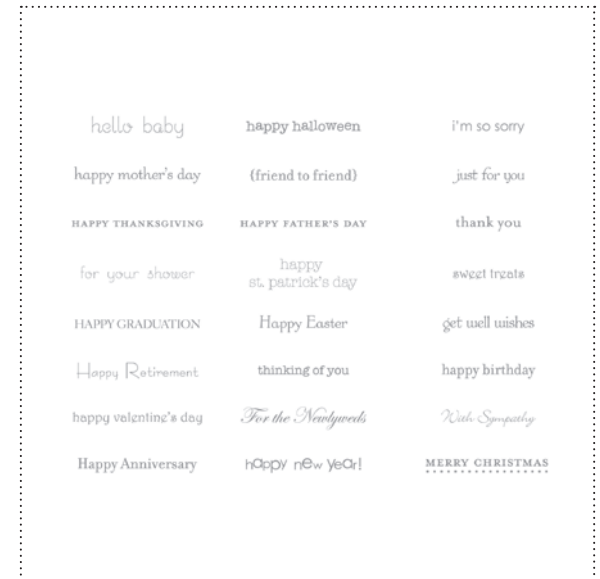 hello baby
happy halloween
i'm so sorry
happy mother's day
(friend to friend)
just for you
HAPPY THANKSGIVING
HAPPY FATHER'S DAY
thank you
for your shower
happy
st. patrick's day
sweet treats
HAPPY GRADUATION
Happy Easter
get well wishes
Happy Retirement
thinking of you
happy birthday
happy valentine's day
For the Newlyweds
With Sympathy
Happy Anniversary
happy new year!
MERRY CHRISTMAS